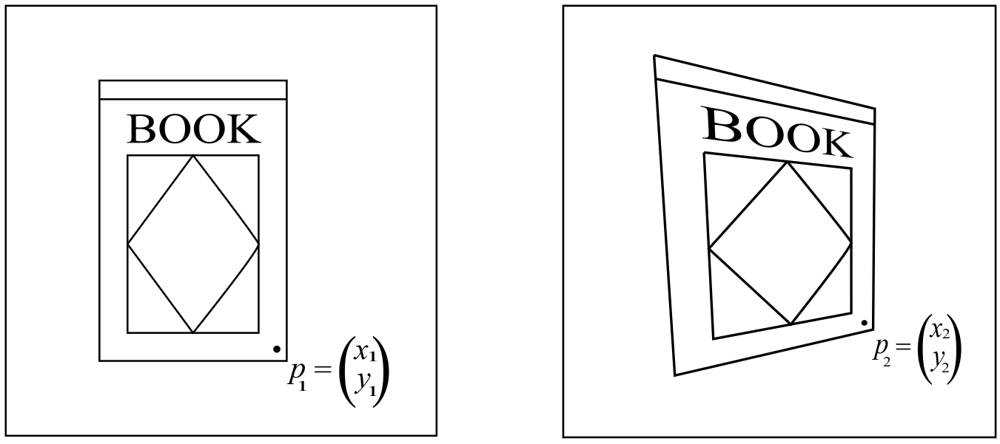 BOOK
p₁ = (x₁ y₁)
BOOK
p₂ = (x₂ y₂)